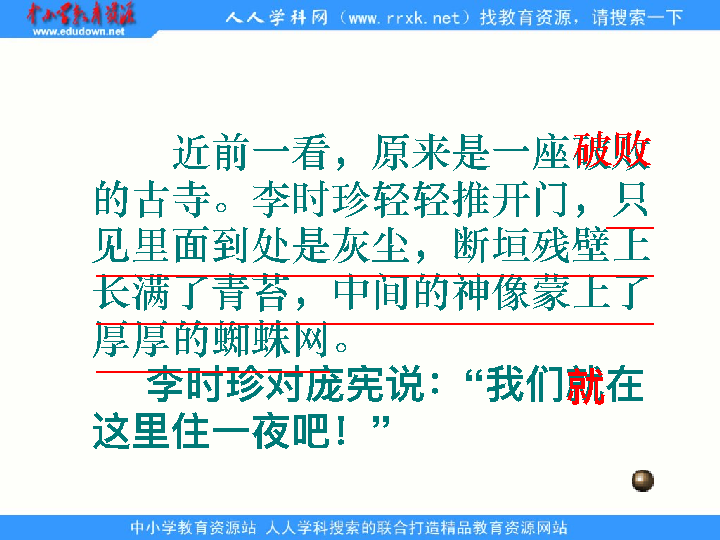 中小学教育资源
www.edudown.net
人人学科网（www.rrxk.net）找教育资源，请搜索一下
近前一看，原来是一座破败
的古寺。李时珍轻轻推开门，只
见里面到处是灰尘，断垣残壁上
长满了青苔，中间的神像蒙上了
厚厚的蜘蛛网。
李时珍对庞宪说：“我们就在
这里住一夜吧！”
中小学教育资源站 人人学科搜索的联合打造精品教育资源网站